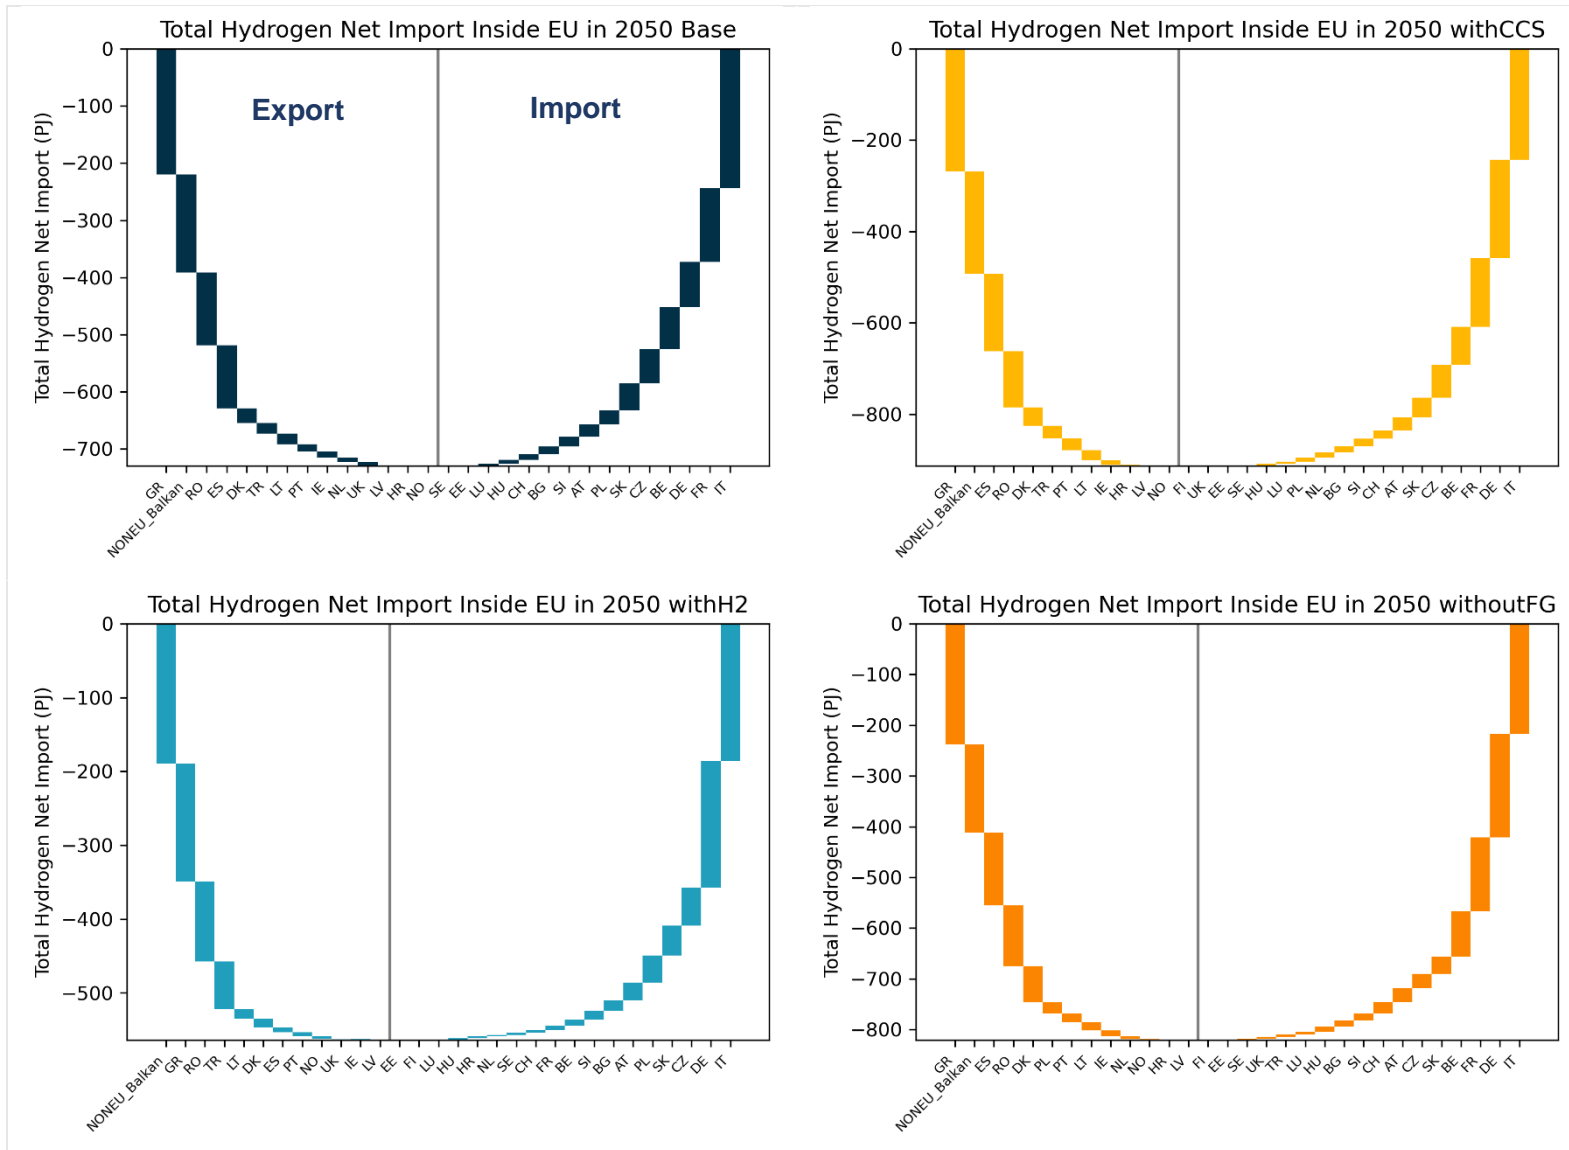 Total Hydrogen Net Import Inside EU in 2050 Base
Total Hydrogen Net Import (PJ)
0
−100
−200
−300
−400
−500
−600
−700
Export
Import
GR
NONEU_Balkan
RO
ES
DK
TR
LT
PT
IE
NL
UK
LV
HR
NO
SE
EE
LU
HU
CH
BG
SI
AT
PL
SK
CZ
BE
DE
FR
IT
Total Hydrogen Net Import Inside EU in 2050 withCCS
Total Hydrogen Net Import (PJ)
0
−200
−400
−600
−800
GR
NONEU_Balkan
ES
RO
DK
TR
PT
LT
IE
HR
LV
NO
FI
UK
EE
SE
HU
LU
PL
NL
BG
SI
CH
AT
SK
CZ
BE
FR
DE
IT
Total Hydrogen Net Import Inside EU in 2050 withH2
Total Hydrogen Net Import (PJ)
0
−100
−200
−300
−400
−500
NONEU_Balkan
GR
RO
TR
LT
DK
ES
PT
NO
UK
IE
LV
EE
FI
LU
HU
HR
NL
SE
CH
FR
BE
SI
BG
AT
PL
SK
CZ
DE
IT
Total Hydrogen Net Import Inside EU in 2050 withoutFG
Total Hydrogen Net Import (PJ)
0
−100
−200
−300
−400
−500
−600
−700
−800
GR
NONEU_Balkan
ES
RO
DK
PL
PT
LT
IE
NL
NO
HR
LV
FI
EE
SE
UK
TR
LU
HU
BG
SI
CH
AT
CZ
SK
BE
FR
DE
IT